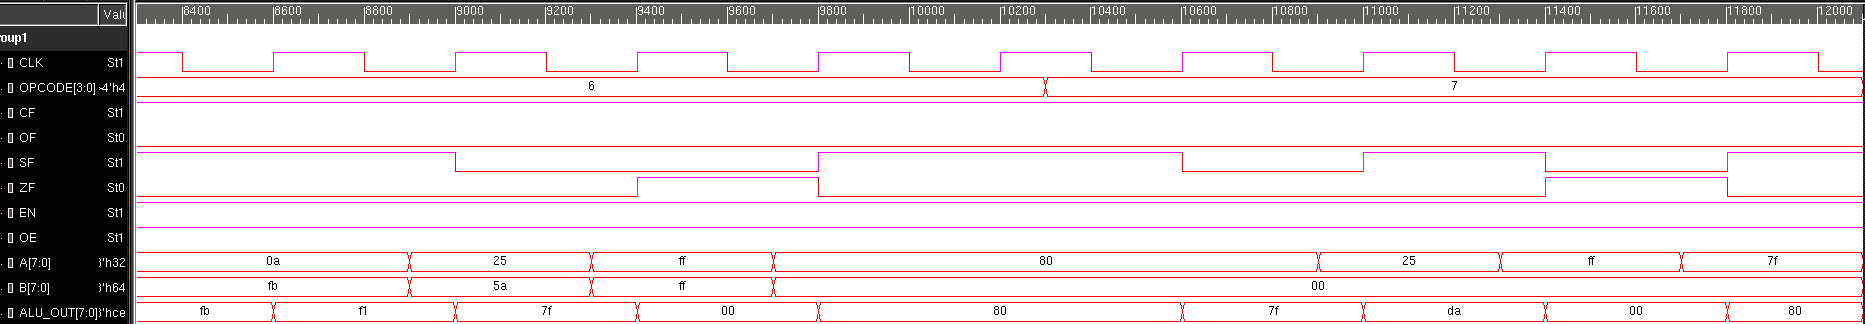 Valu 8400 8600 8800 9000 9200 9400 9600 9800 10000 10200 10400 10600 10800 11000 11200 11400 11600 11800 12000
oup1
CLK St1
OPCODE[3:0] 4'h4 6 7
CF St1
OF St0
SF St1
ZF St0
EN St1
OE St1
A[7:0] 'h32 0a 25 ff 80 25 ff 7f
B[7:0] 'h64 fb 5a ff 00
ALU_OUT[7:0] 'hce fb f1 7f 00 80 7f da 00 80